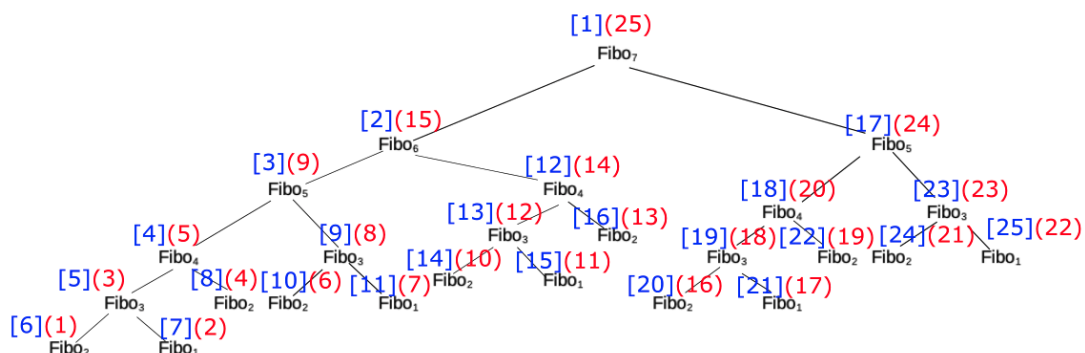 [1](25)
Fibo₇
[2](15)
[17](24)
Fibo₆
Fibo₅
[3](9)
[12](14)
Fibo₅
Fibo₄
[18](20)
[23](23)
Fibo₄
Fibo₃
[13](12)
[16](13)
Fibo₃
Fibo₂
[4](5)
[9](8)
[19](18)
[22](19)
[24](21)
[25](22)
Fibo₄
Fibo₃
Fibo₃
Fibo₂
Fibo₂
Fibo₁
[14](10)
[15](11)
[5](3)
[8](4)
[10](6)
[11](7)
Fibo₂
Fibo₁
[20](16)
[21](17)
Fibo₃
Fibo₂
Fibo₂
Fibo₁
Fibo₂
Fibo₁
[6](1)
[7](2)
Fibo₂
Fibo₁